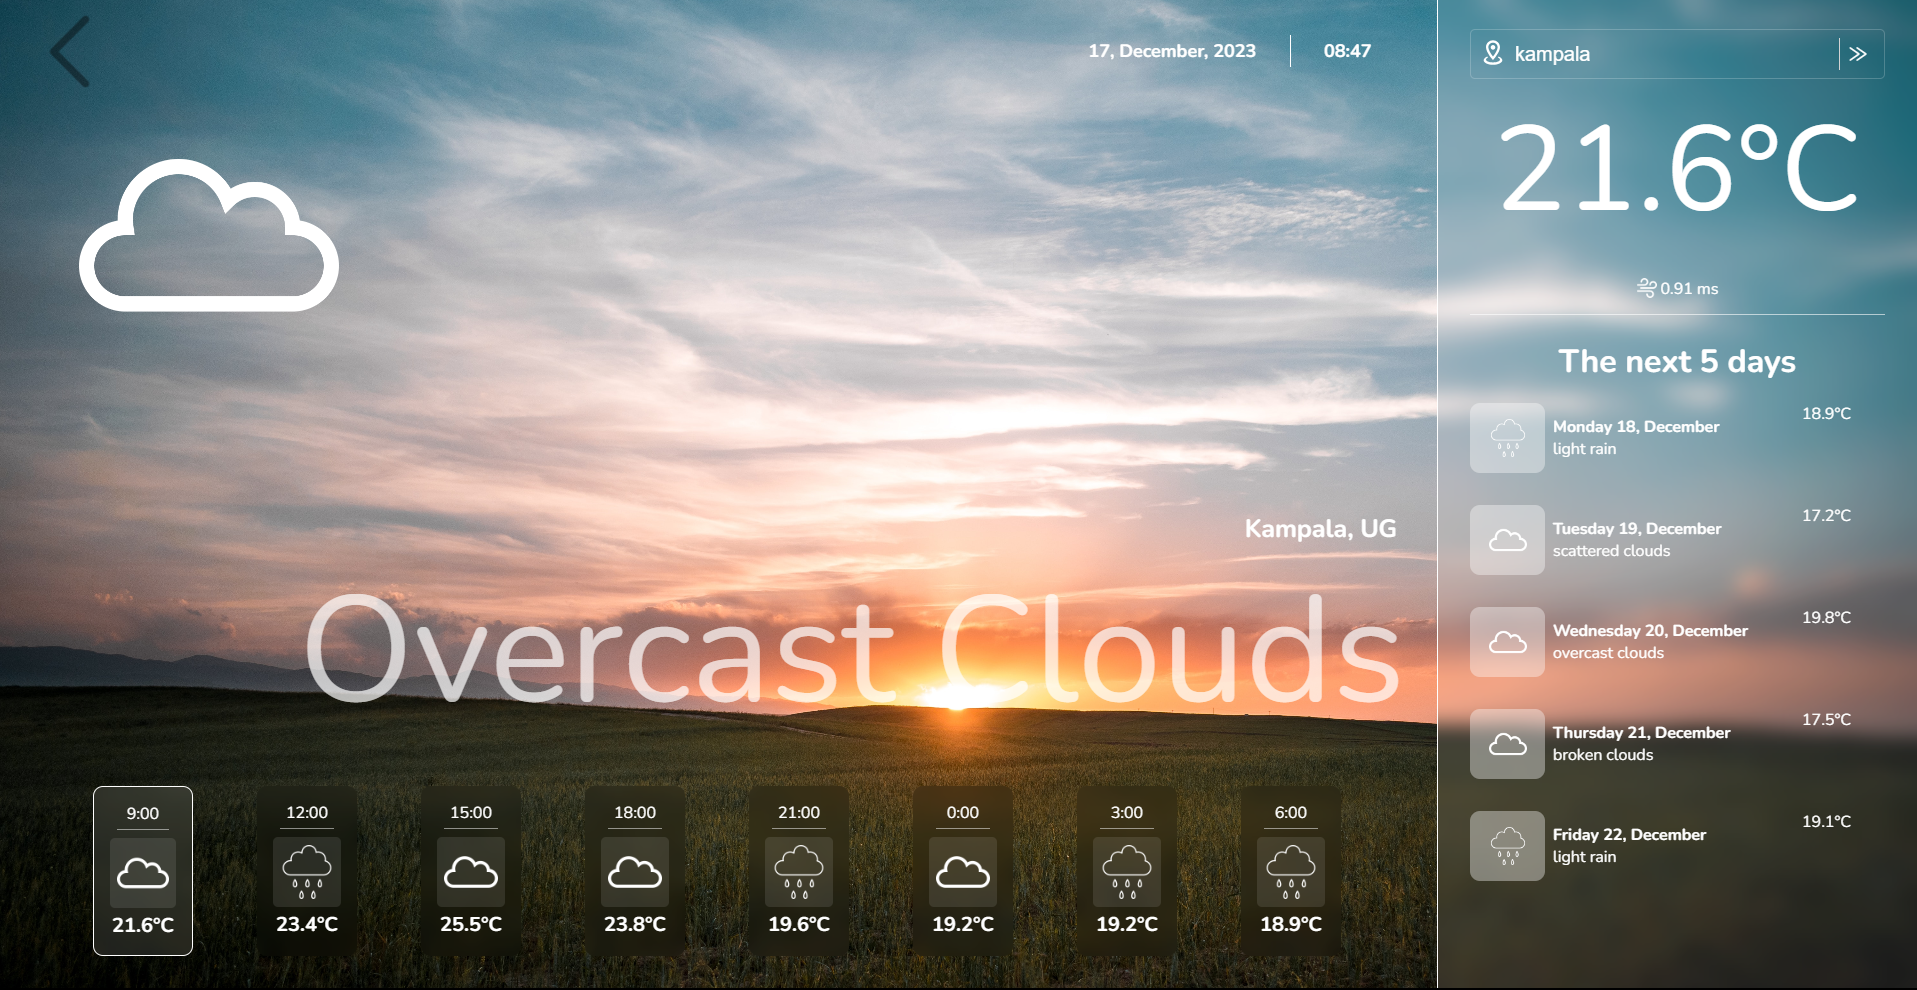 17, December, 2023
08:47
Kampala, UG
Overcast Clouds
9:00
21.6°C
12:00
23.4°C
15:00
25.5°C
18:00
23.8°C
21:00
19.6°C
0:00
19.2°C
3:00
19.2°C
6:00
18.9°C
kampala
21.6°C
0.91 ms
The next 5 days
Monday 18, December
light rain
18.9°C
Tuesday 19, December
scattered clouds
17.2°C
Wednesday 20, December
overcast clouds
19.8°C
Thursday 21, December
broken clouds
17.5°C
Friday 22, December
light rain
19.1°C